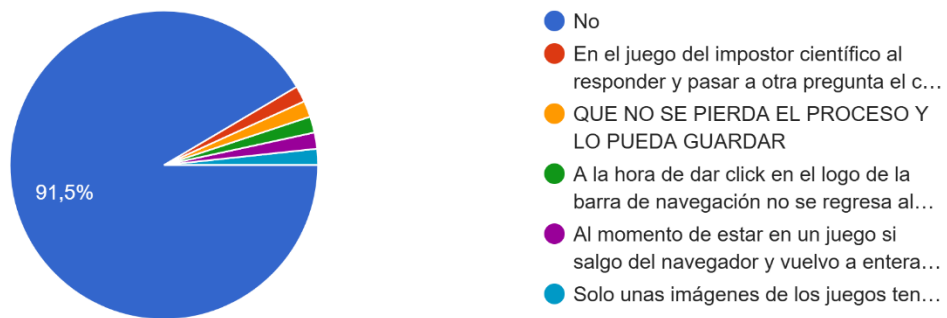 91,5%
No
En el juego del impostor científico al
responder y pasar a otra pregunta el c…
QUE NO SE PIERDA EL PROCESO Y
LO PUEDA GUARDAR
A la hora de dar click en el logo de la
barra de navegación no se regresa al…
Al momento de estar en un juego si
salgo del navegador y vuelvo a entera…
Solo unas imágenes de los juegos ten…